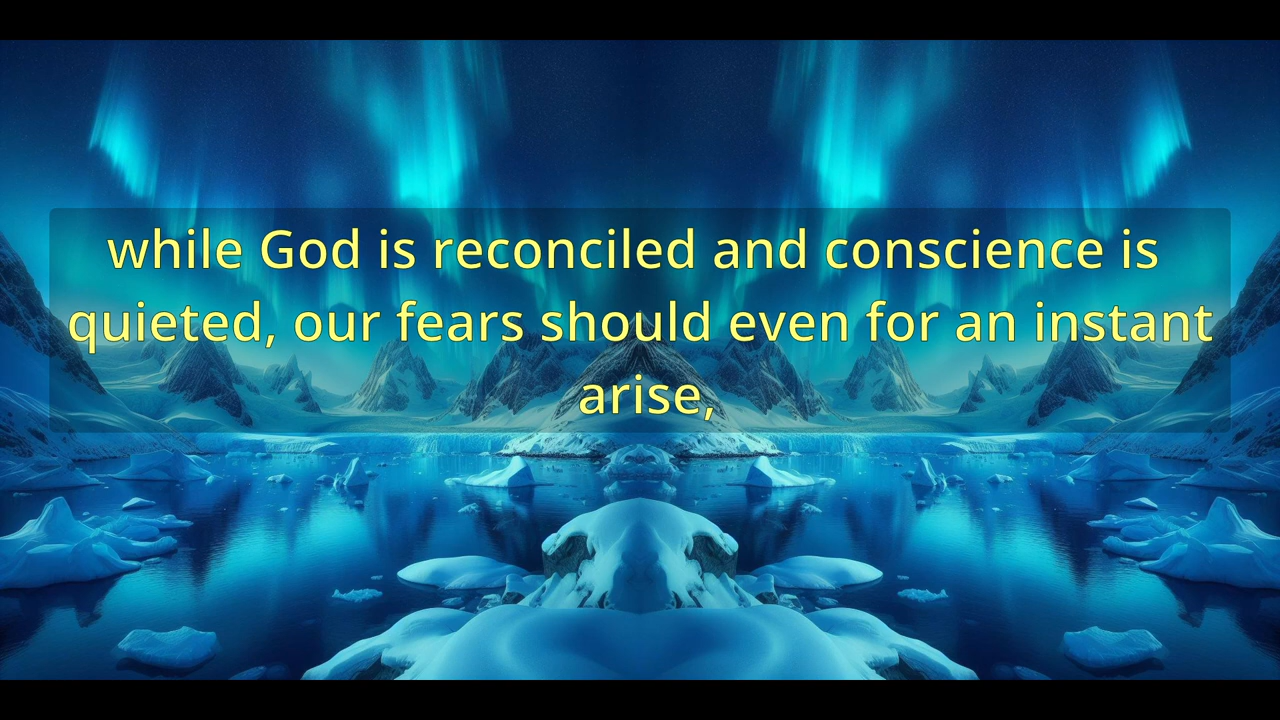 while God is reconciled and conscience is
quieted, our fears should even for an instant
arise,